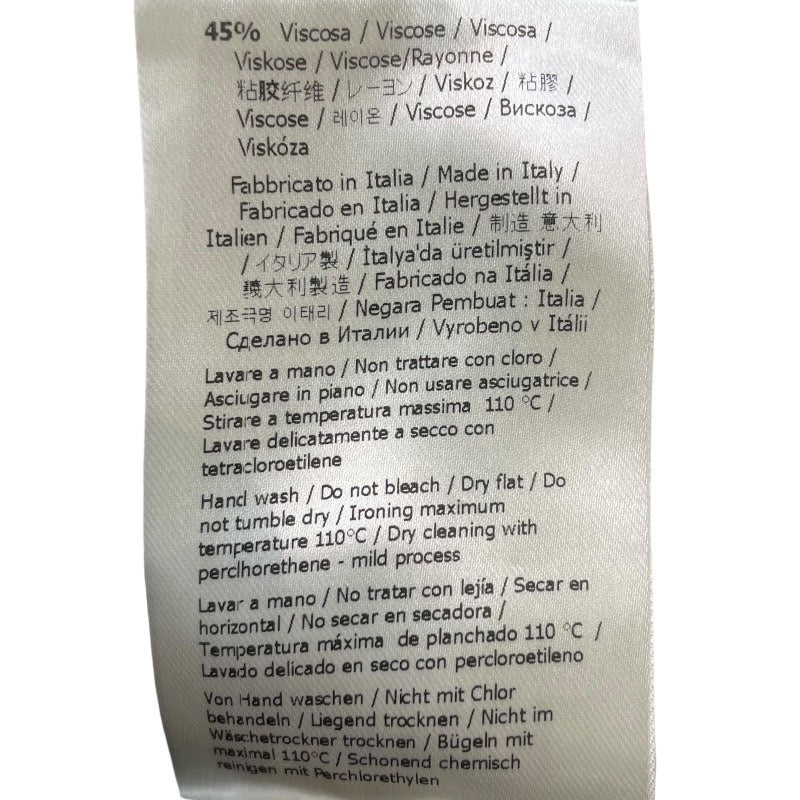 45% Viscosa / Viscose / Viscosa /
Viskose / Viscose/Rayonne /
粘胶纤维 / レーヨン / Viskoz / 粘膠 /
Viscose / 레이온 / Viscose / Вискоза /
Viskóza
Fabbricato in Italia / Made in Italy /
Fabricado en Italia / Hergestellt in
Italien / Fabriqué en Italie / 制造 意大利
/ イタリア製 / İtalya'da üretilmiştir /
義大利製造 / Fabricado na Itália /
제조국명 이태리 / Negara Pembuat : Italia /
Сделано в Италии / Vyrobeno v Itálii
Lavare a mano / Non trattare con cloro /
Asciugare in piano / Non usare asciugatrice /
Stirare a temperatura massima 110 °C /
Lavare delicatamente a secco con
tetracloroetilene
Hand wash / Do not bleach / Dry flat / Do
not tumble dry / Ironing maximum
temperature 110°C / Dry cleaning with
perclhorethene - mild process
Lavar a mano / No tratar con lejía / Secar en
horizontal / No secar en secadora /
Temperatura máxima de planchado 110 °C /
Lavado delicado en seco con percloroetileno
Von Hand waschen / Nicht mit Chlor
behandeln / Liegend trocknen / Nicht im
Wäschetrockner trocknen / Bügeln mit
maximal 110°C / Schonend chemisch
reinigen mit Perchlorethylen